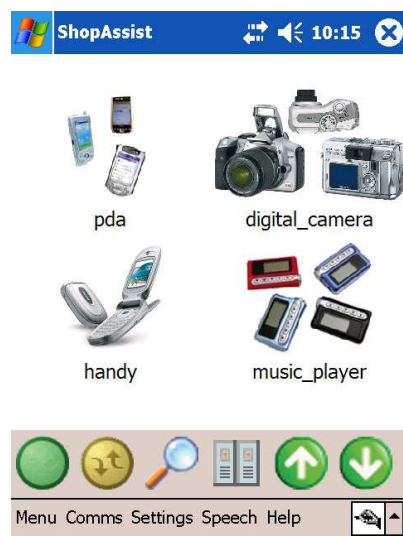 ShopAssist 10:15
pda digital_camera
handy music_player
Menu Comms Settings Speech Help